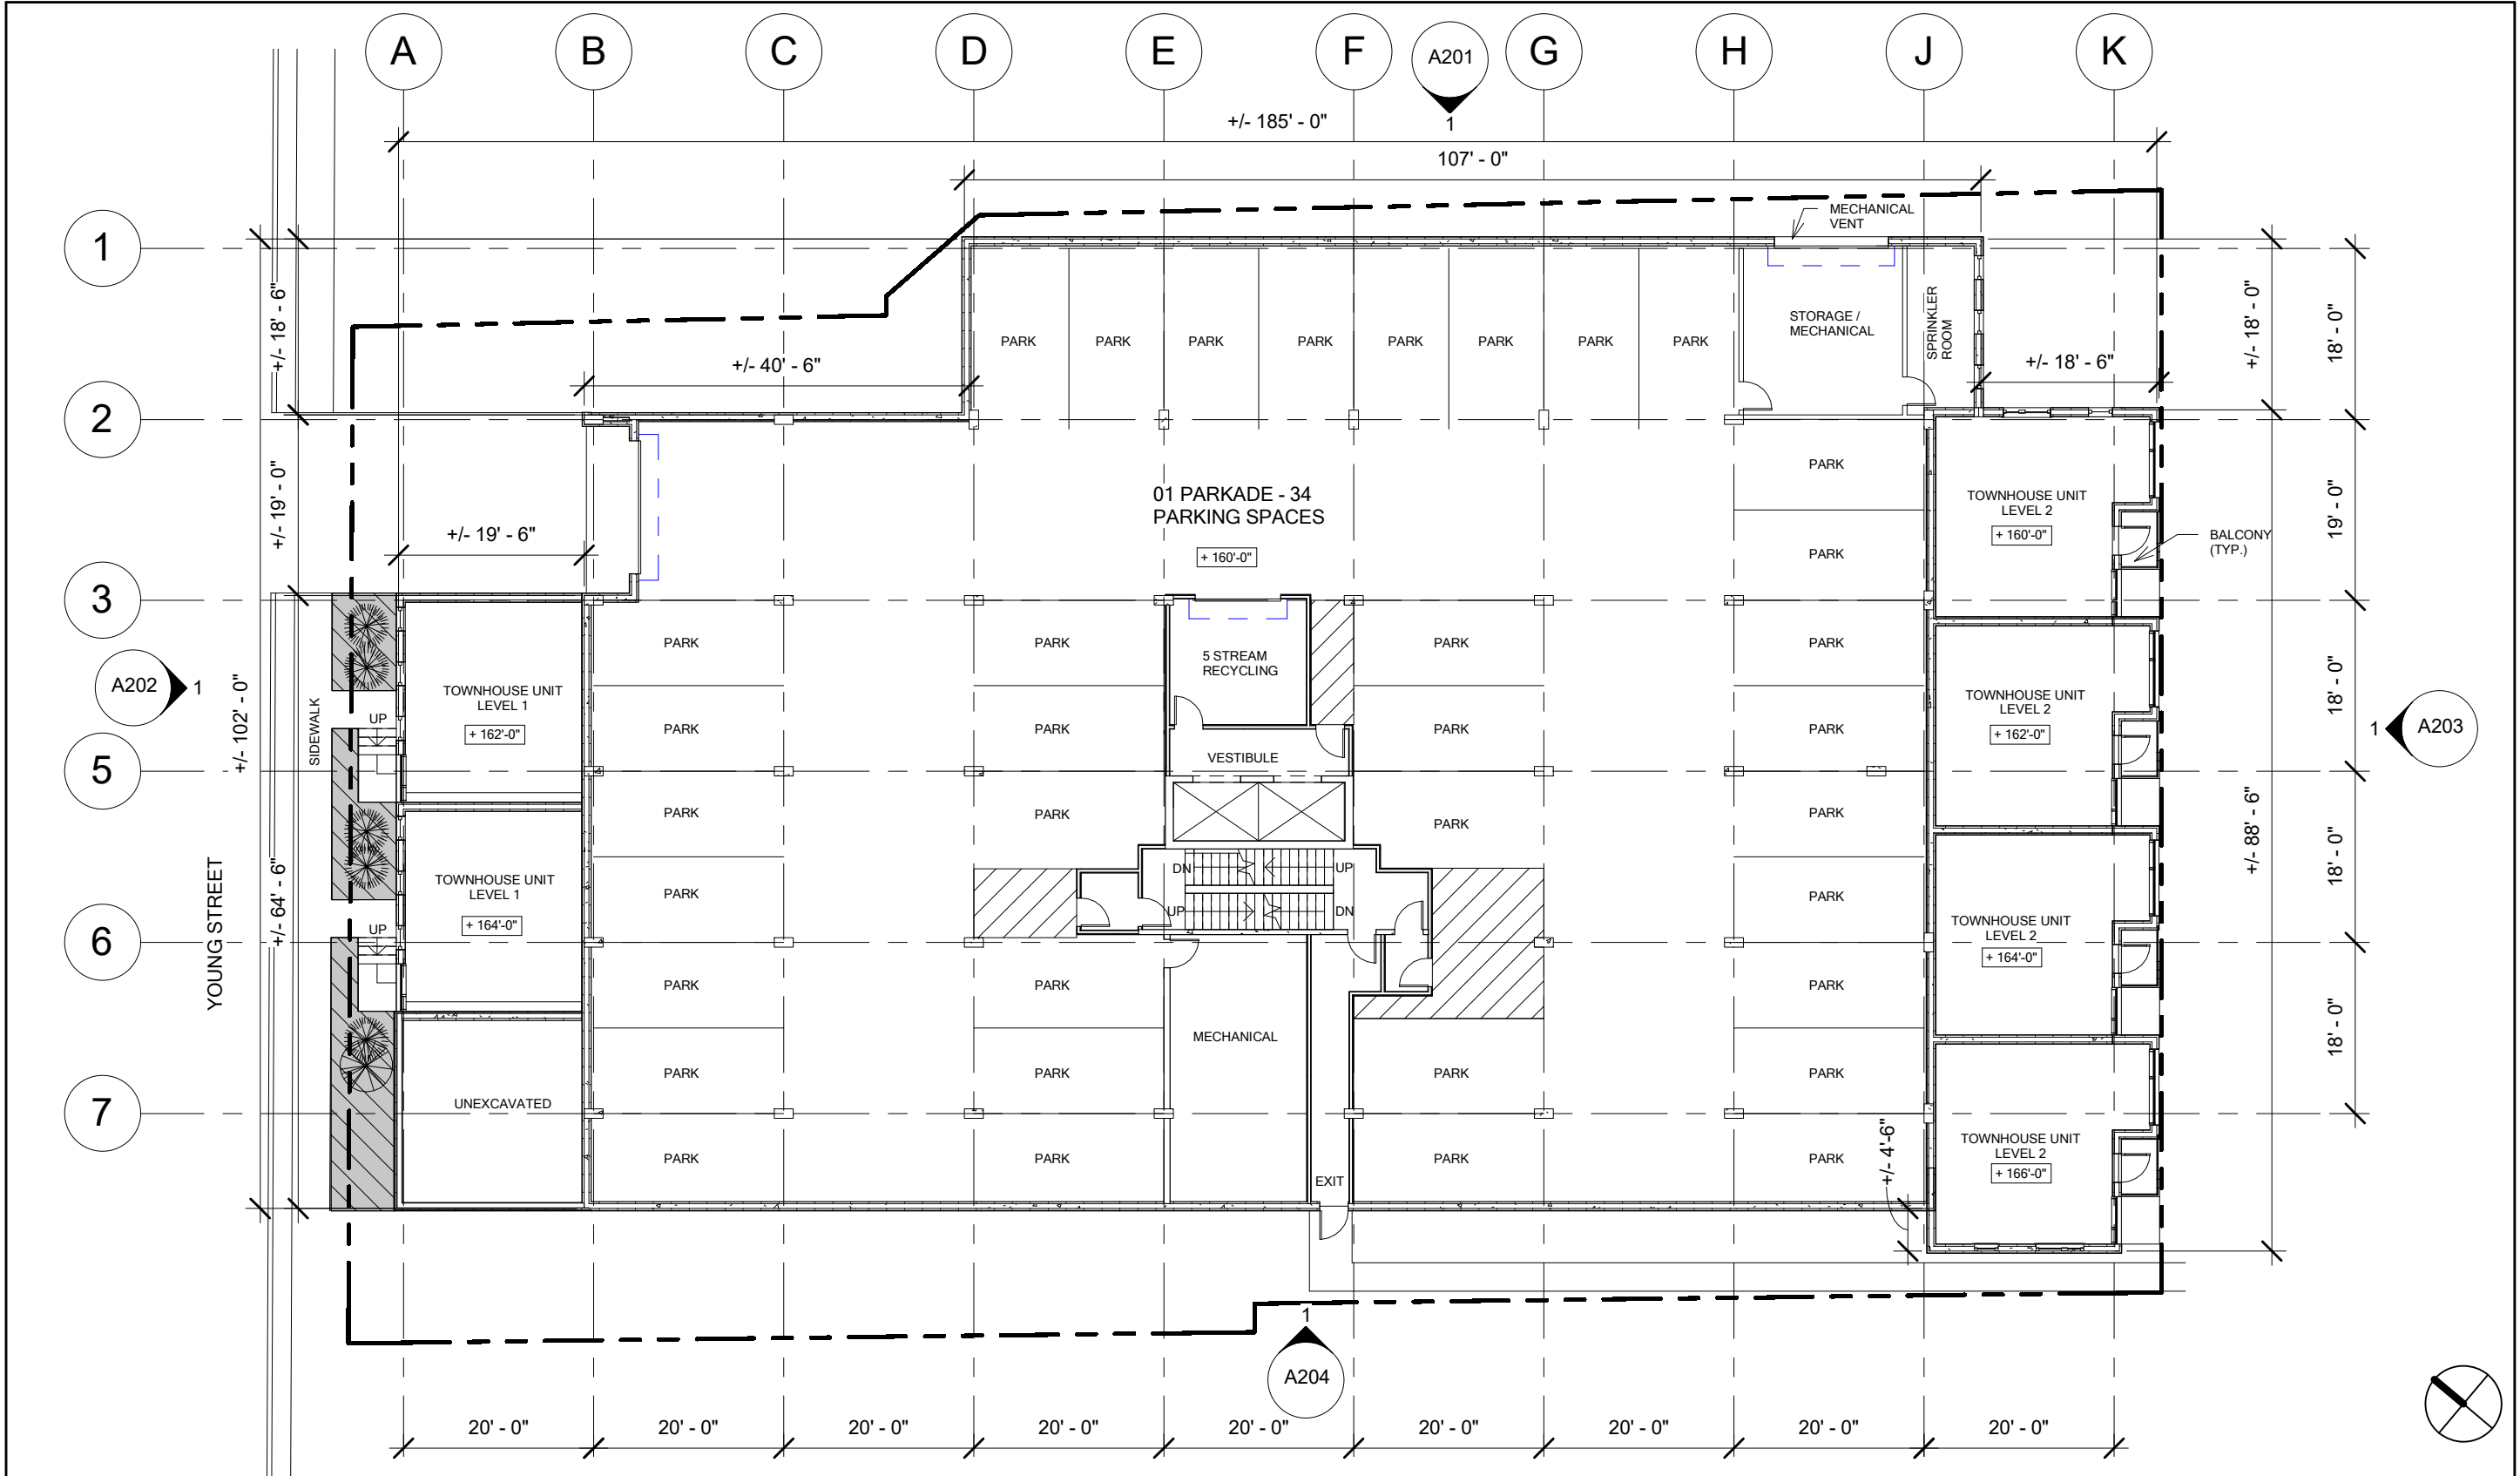 A B C D E F G H J K
A201
1
+/- 185' - 0"
107' - 0"
1
2
3
5
6
7
+/- 18' - 6"
+/- 19' - 0"
+/- 102' - 0"
+/- 64' - 6"
+/- 40' - 6"
+/- 19' - 6"
MECHANICAL
VENT
PARK PARK PARK PARK PARK PARK PARK PARK
STORAGE /
MECHANICAL
SPRINKLER
ROOM
+/- 18' - 6"
+/- 18' - 0"
18' - 0"
19' - 0"
18' - 0"
18' - 0"
18' - 0"
+/- 88' - 6"
01 PARKADE - 34
PARKING SPACES
+ 160'-0"
PARK
PARK
TOWNHOUSE UNIT
LEVEL 2
+ 160'-0"
BALCONY
(TYP.)
A202
1
SIDEWALK
YOUNG STREET
UP
TOWNHOUSE UNIT
LEVEL 1
+ 162'-0"
UP
TOWNHOUSE UNIT
LEVEL 1
+ 164'-0"
UNEXCAVATED
PARK
PARK
PARK
PARK
PARK
PARK
PARK
PARK
PARK
PARK
PARK
PARK
PARK
5 STREAM
RECYCLING
VESTIBULE
DN
UP
UP
DN
MECHANICAL
EXIT
PARK
PARK
PARK
PARK
PARK
PARK
PARK
PARK
PARK
PARK
PARK
PARK
TOWNHOUSE UNIT
LEVEL 2
+ 162'-0"
TOWNHOUSE UNIT
LEVEL 2
+ 164'-0"
TOWNHOUSE UNIT
LEVEL 2
+ 166'-0"
+/- 4'-6"
1
A203
1
A204
20' - 0" 20' - 0" 20' - 0" 20' - 0" 20' - 0" 20' - 0" 20' - 0" 20' - 0" 20' - 0"